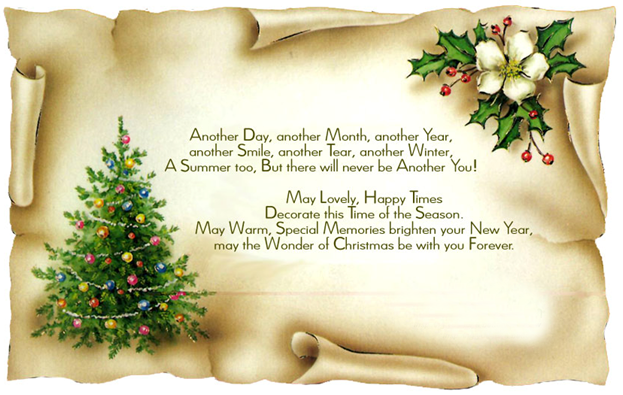 Another Day, another Month, another Year,
another Smile, another Tear, another Winter,
A Summer too, But there will never be Another You!
May Lovely, Happy Times
Decorate this Time of the Season.
May Warm, Special Memories brighten your New Year,
may the Wonder of Christmas be with you Forever.